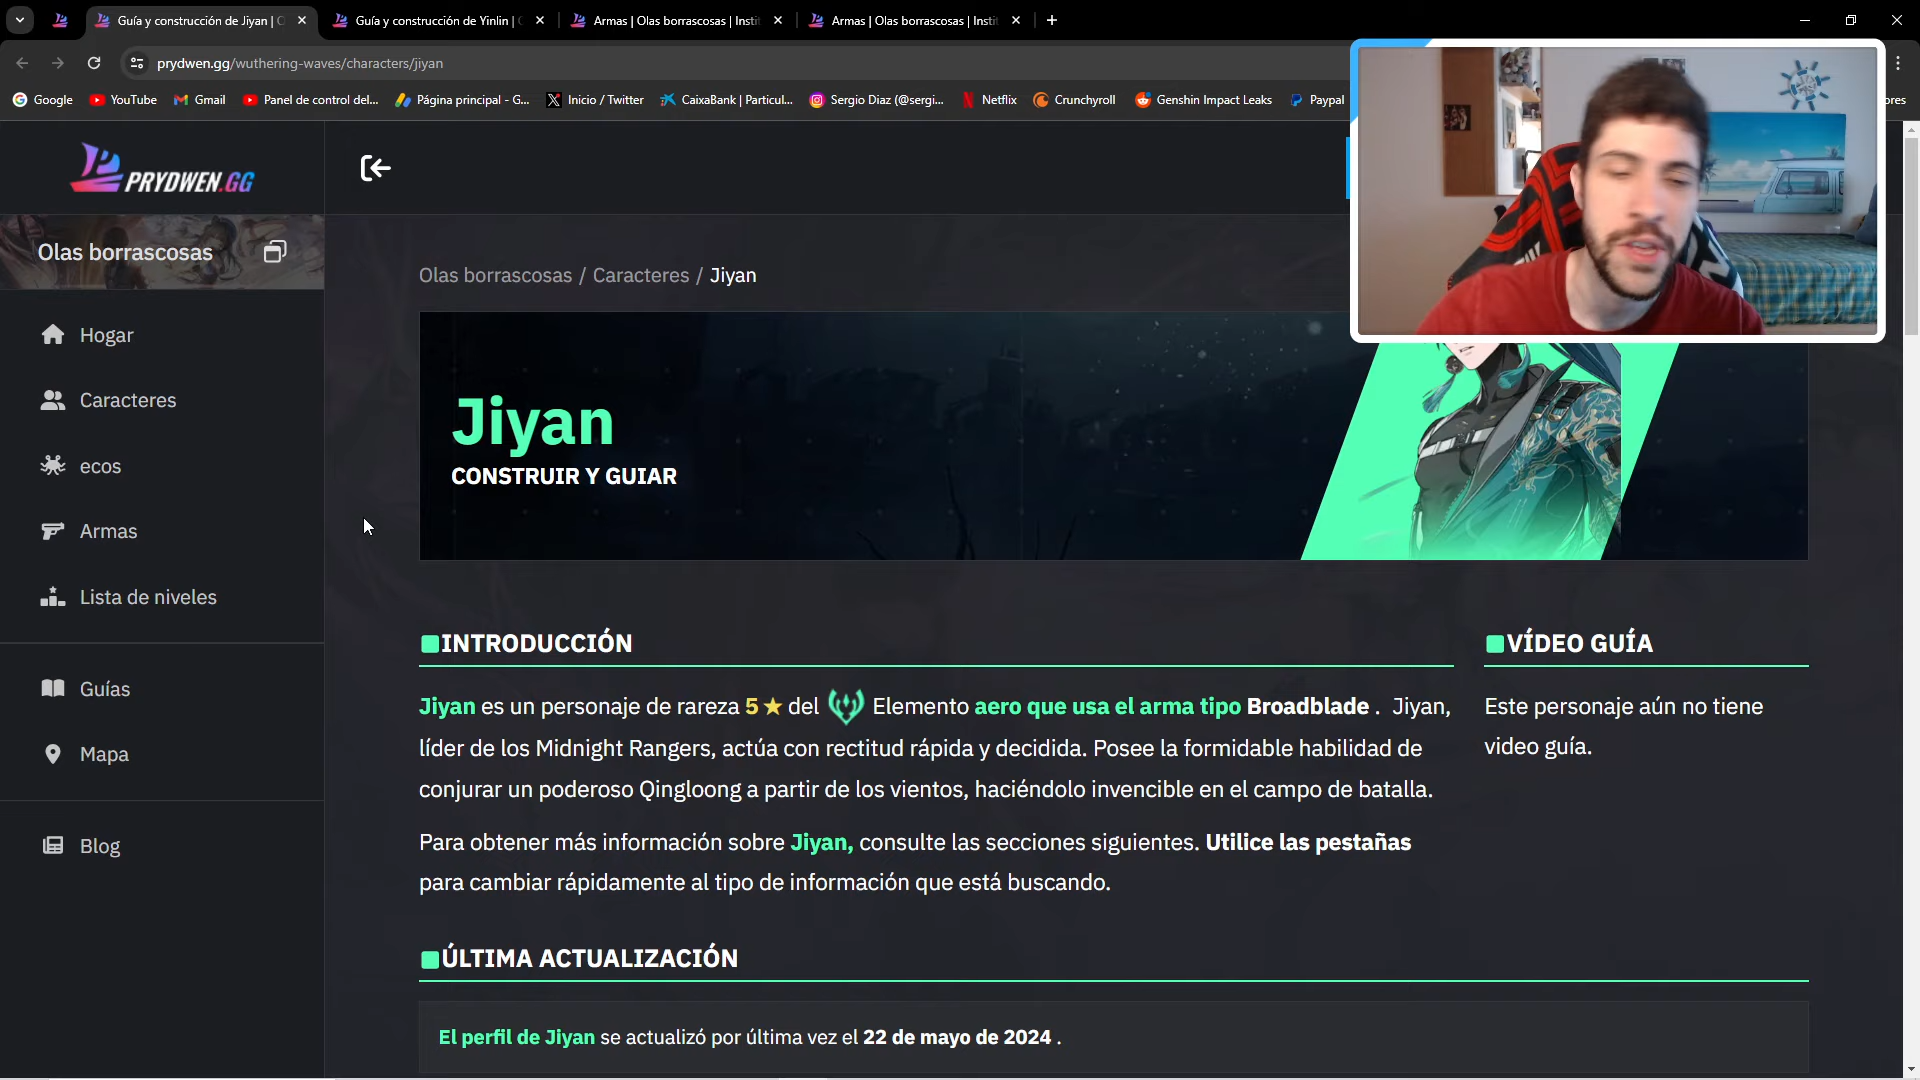 Guía y construcción de Jiyan |
Guía y construcción de Yinlin |
Armas | Olas borrascosas | Instit
Armas | Olas borrascosas | Instit
prydwen.gg/wuthering-waves/characters/jiyan
Google
YouTube
Gmail
Panel de control del...
Página principal - G...
Inicio / Twitter
CaixaBank | Particul...
Sergio Diaz (@sergi...
Netflix
Crunchyroll
Genshin Impact Leaks
Paypal
ores
PRYDWEN.GG
Olas borrascosas
Hogar
Caracteres
ecos
Armas
Lista de niveles
Guías
Mapa
Blog
Olas borrascosas / Caracteres / Jiyan
Jiyan
CONSTRUIR Y GUIAR
INTRODUCCIÓN
Jiyan es un personaje de rareza 5 ★ del Elemento aero que usa el arma tipo Broadblade . Jiyan,
líder de los Midnight Rangers, actúa con rectitud rápida y decidida. Posee la formidable habilidad de
conjurar un poderoso Qingloong a partir de los vientos, haciéndolo invencible en el campo de batalla.
Para obtener más información sobre Jiyan, consulte las secciones siguientes. Utilice las pestañas
para cambiar rápidamente al tipo de información que está buscando.
VÍDEO GUÍA
Este personaje aún no tiene
video guía.
ÚLTIMA ACTUALIZACIÓN
El perfil de Jiyan se actualizó por última vez el 22 de mayo de 2024 .